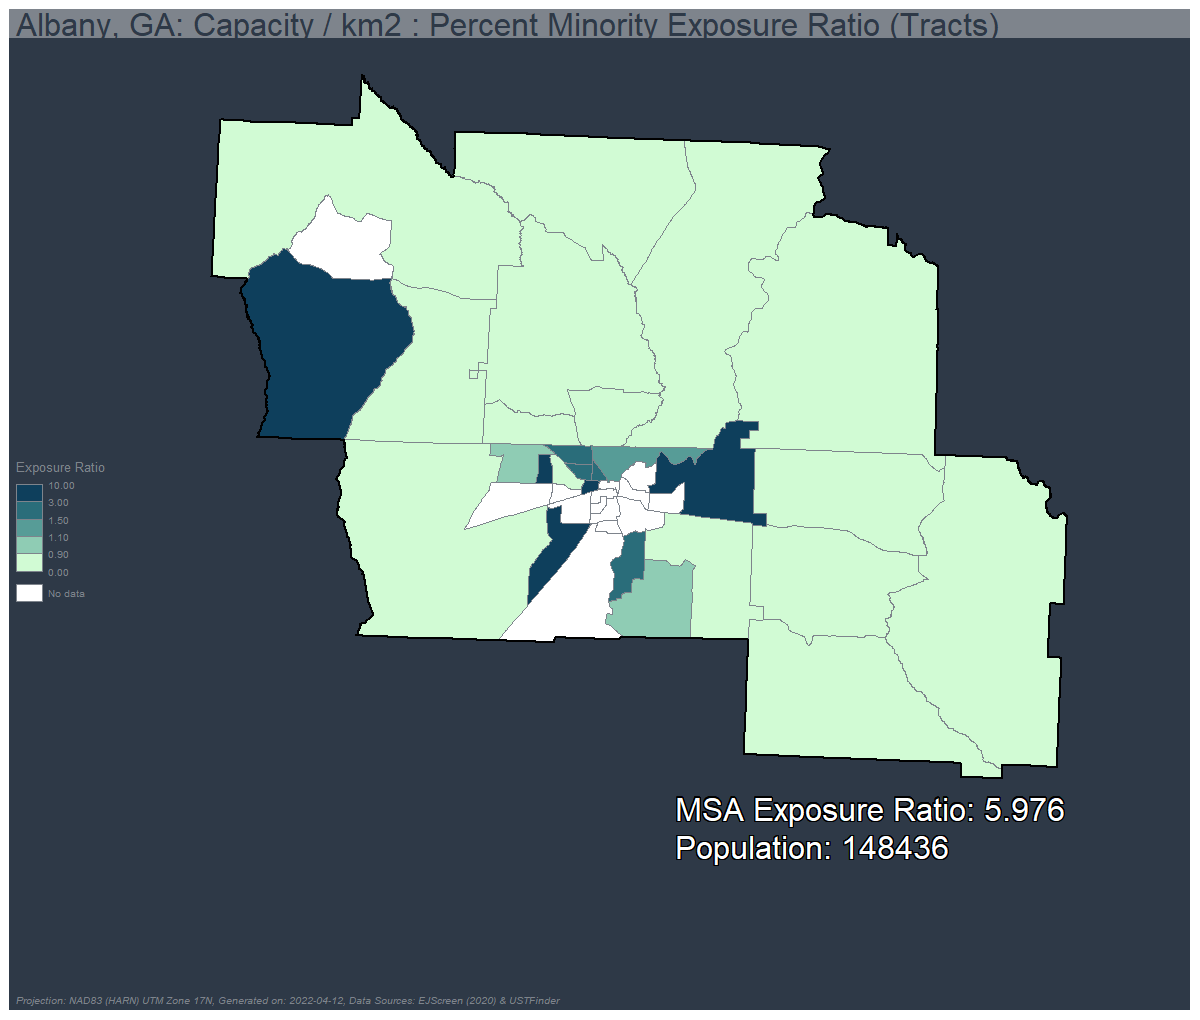 Albany, GA: Capacity / km2 : Percent Minority Exposure Ratio (Tracts)
Exposure Ratio
10.00
3.00
1.50
1.10
0.90
0.00
No data
MSA Exposure Ratio: 5.976
Population: 148436
Projection: NAD83 (HARN) UTM Zone 17N, Generated on: 2022-04-12, Data Sources: EJScreen (2020) & USTFinder